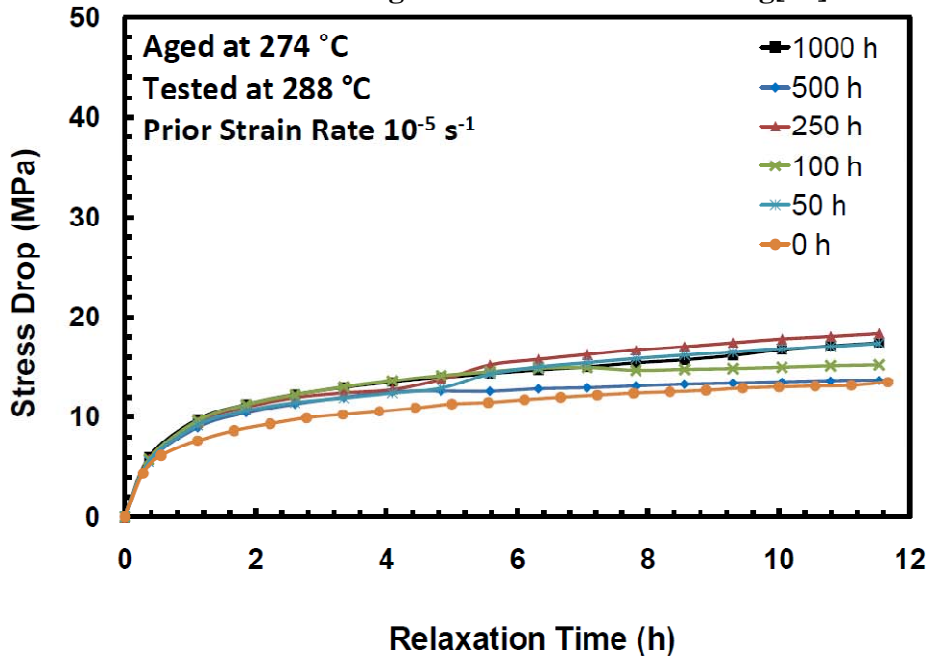 50
Aged at 274 °C
Tested at 288 °C
Prior Strain Rate 10⁻⁵ s⁻¹
1000 h
500 h
250 h
100 h
50 h
0 h
40
30
20
10
0
Stress Drop (MPa)
0 2 4 6 8 10 12
Relaxation Time (h)